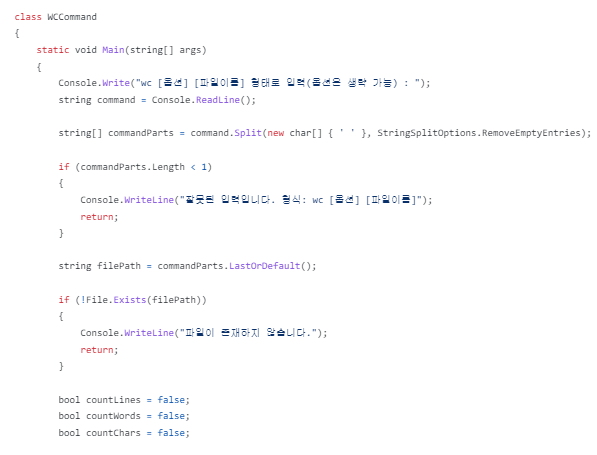 class WCCommand
{
    static void Main(string[] args)
    {
        Console.Write("wc [옵션] [파일이름] 형태로 입력(옵션은 생략 가능) : ");
        string command = Console.ReadLine();

        string[] commandParts = command.Split(new char[] { ' ' }, StringSplitOptions.RemoveEmptyEntries);

        if (commandParts.Length < 1)
        {
            Console.WriteLine("잘못된 입력입니다. 형식: wc [옵션] [파일이름]");
            return;
        }

        string filePath = commandParts.LastOrDefault();

        if (!File.Exists(filePath))
        {
            Console.WriteLine("파일이 존재하지 않습니다.");
            return;
        }

        bool countLines = false;
        bool countWords = false;
        bool countChars = false;